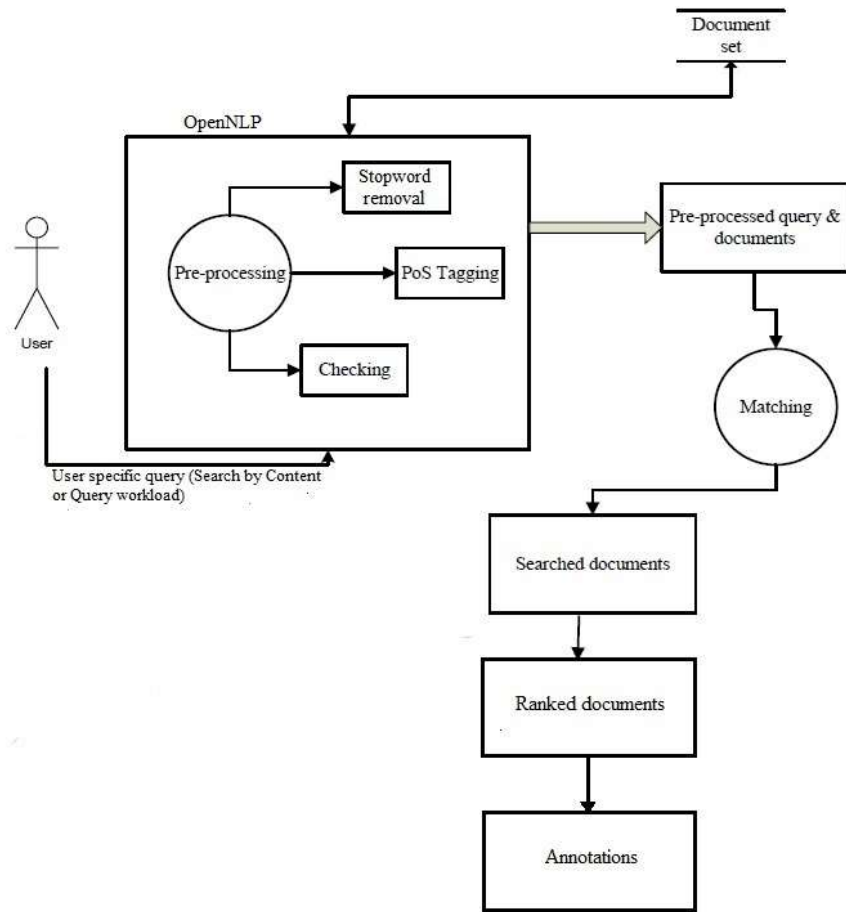 Document
set
OpenNLP
Stopword
removal
Pre-processing
PoS Tagging
Checking
User
User specific query (Search by Content
or Query workload)
Pre-processed query &
documents
Matching
Searched documents
Ranked documents
Annotations